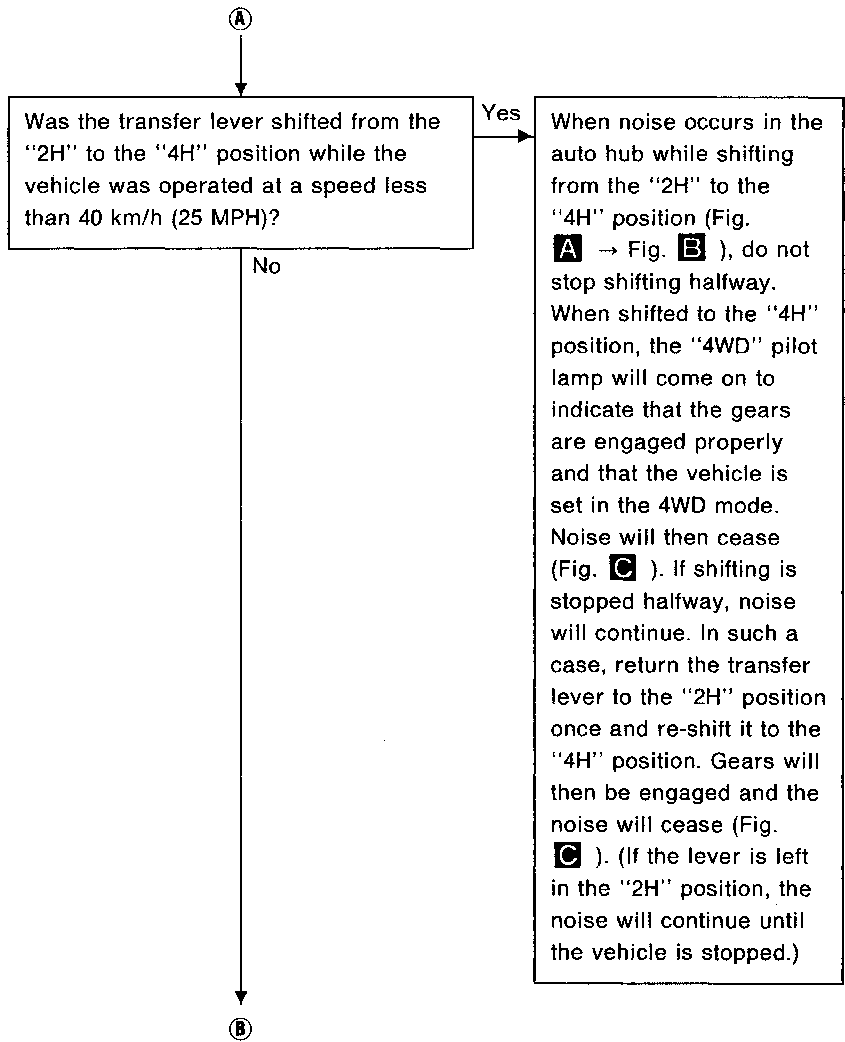 Ⓐ
Was the transfer lever shifted from the
"2H" to the "4H" position while the
vehicle was operated at a speed less
than 40 km/h (25 MPH)?
Yes
No
When noise occurs in the
auto hub while shifting
from the "2H" to the
"4H" position (Fig.
A → Fig. B ), do not
stop shifting halfway.
When shifted to the "4H"
position, the "4WD" pilot
lamp will come on to
indicate that the gears
are engaged properly
and that the vehicle is
set in the 4WD mode.
Noise will then cease
(Fig. C ). If shifting is
stopped halfway, noise
will continue. In such a
case, return the transfer
lever to the "2H" position
once and re-shift it to the
"4H" position. Gears will
then be engaged and the
noise will cease (Fig.
C ). (If the lever is left
in the "2H" position, the
noise will continue until
the vehicle is stopped.)
Ⓑ